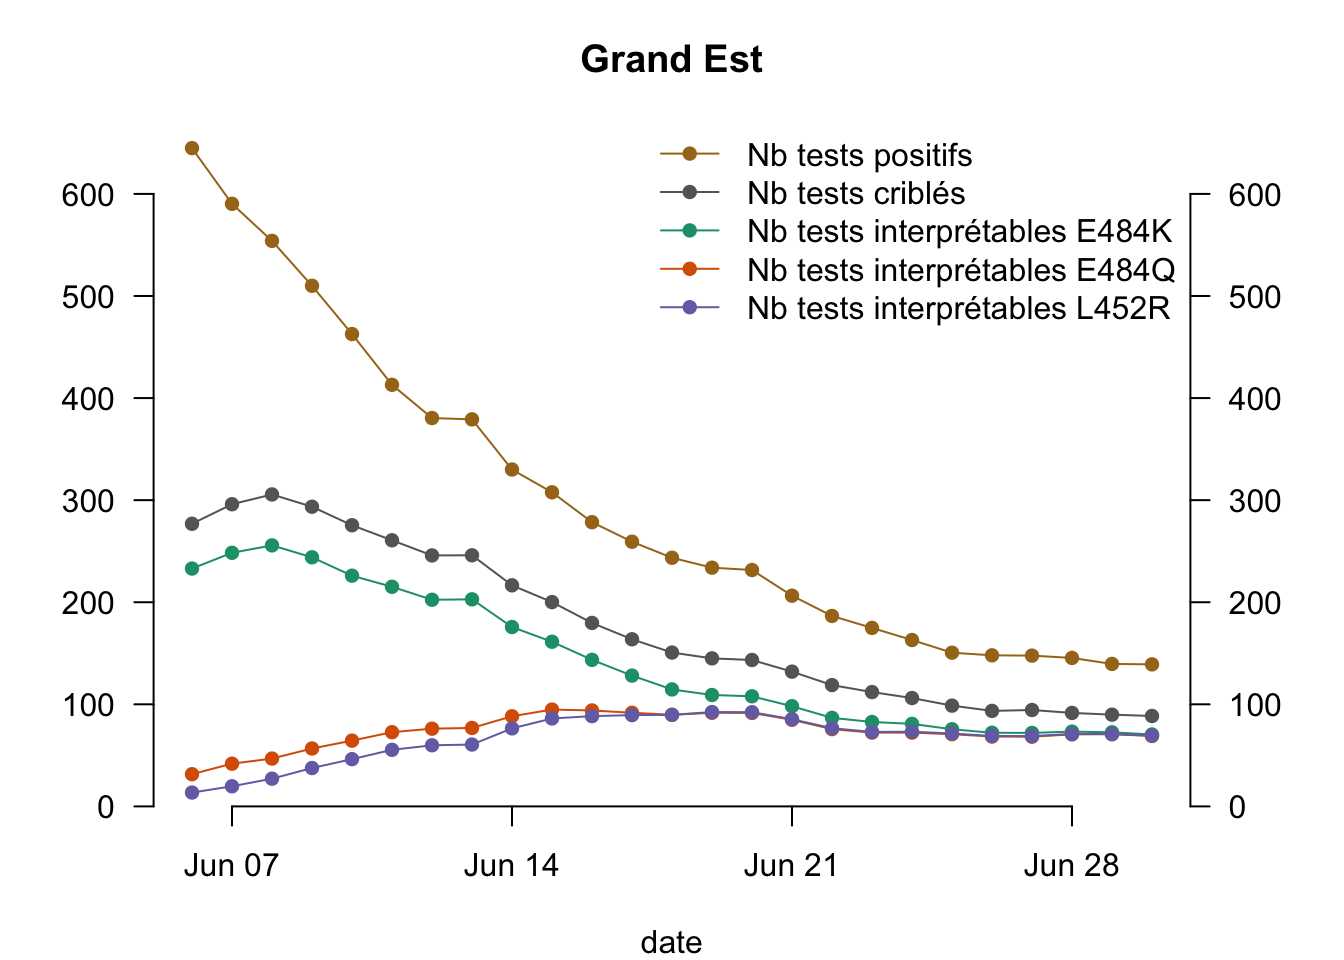 Grand Est
Nb tests positifs
Nb tests criblés
Nb tests interprétables E484K
Nb tests interprétables E484Q
Nb tests interprétables L452R
600
500
400
300
200
100
0
600
500
400
300
200
100
0
Jun 07
Jun 14
Jun 21
Jun 28
date